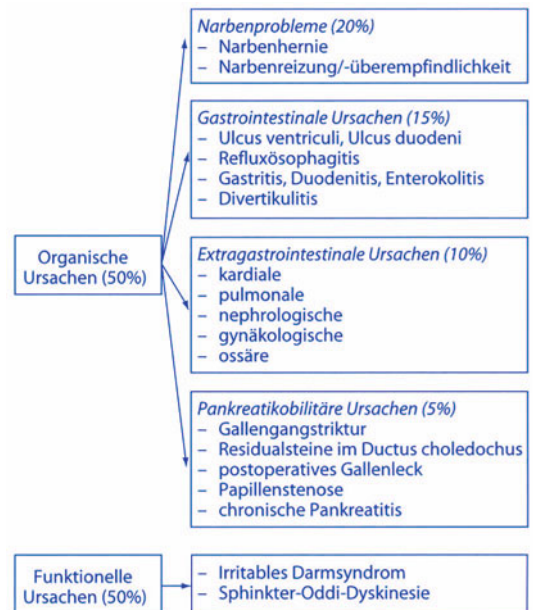 Narbenprobleme (20%)
– Narbenhernie
– Narbenreizung/-überempfindlichkeit
Gastrointestinale Ursachen (15%)
– Ulcus ventriculi, Ulcus duodeni
– Refluxösophagitis
– Gastritis, Duodenitis, Enterokolitis
– Divertikulitis
Organische
Ursachen (50%)
Extragastrointestinale Ursachen (10%)
– kardiale
– pulmonale
– nephrologische
– gynäkologische
– ossäre
Pankreatikobilitäre Ursachen (5%)
– Gallengangstriktur
– Residualsteine im Ductus choledochus
– postoperatives Gallenleck
– Papillenstenose
– chronische Pankreatitis
Funktionelle
Ursachen (50%)
– Irritables Darmsyndrom
– Sphinkter-Oddi-Dyskinesie